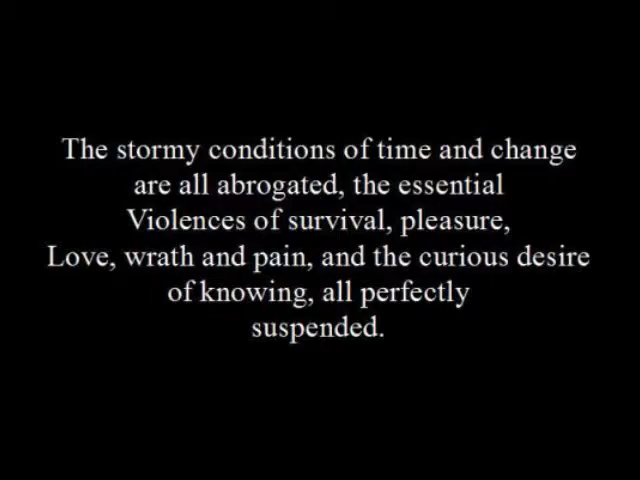 The stormy conditions of time and change
are all abrogated, the essential
Violences of survival, pleasure,
Love, wrath and pain, and the curious desire
of knowing, all perfectly
suspended.